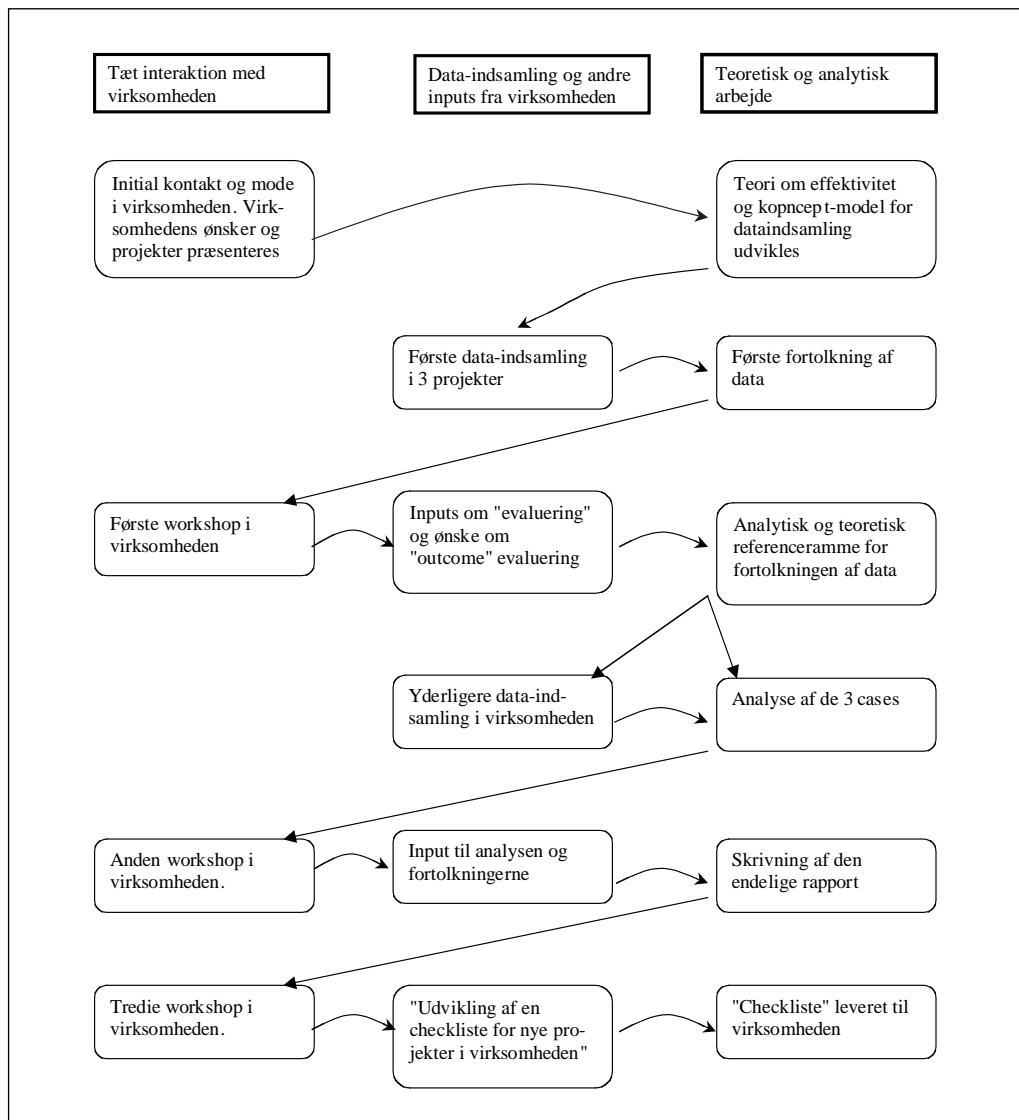 Tæt interaktion med
virksomheden
Data-indsamling og andre
inputs fra virksomheden
Teoretisk og analytisk
arbejde
Initial kontakt og mode
i virksomheden. Virk-
somhedens ønsker og
projekter præsenteres
Teori om effektivitet
og kopncept-model for
dataindsamling
udvikles
Første data-indsamling
i 3 projekter
Første fortolkning af
data
Første workshop i
virksomheden
Inputs om "evaluering"
og ønske om
"outcome" evaluering
Analytisk og teoretisk
referenceramme for
fortolkningen af data
Yderligere data-ind-
samling i virksomheden
Analyse af de 3 cases
Anden workshop i
virksomheden.
Input til analysen og
fortolkningerne
Skrivning af den
endelige rapport
Tredie workshop i
virksomheden.
"Udvikling af en
checkliste for nye pro-
jekter i virksomheden"
"Checkliste" leveret til
virksomheden